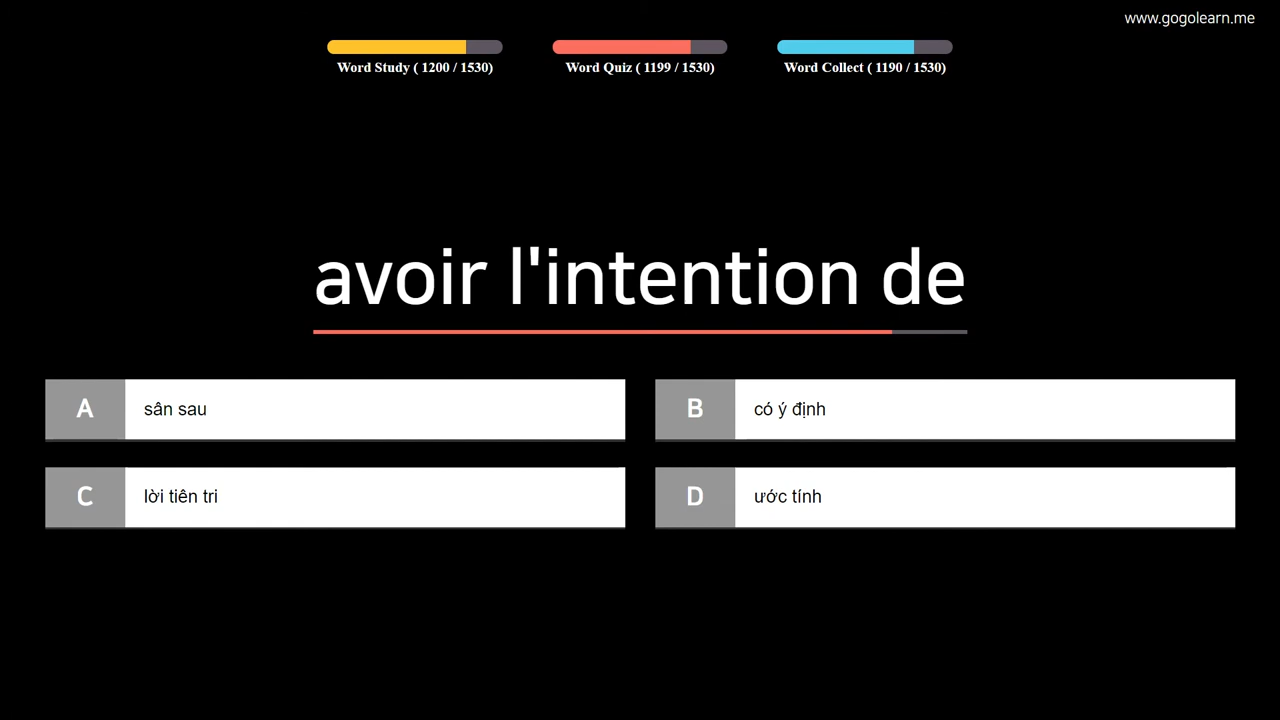 www.gogolearn.me
Word Study ( 1200 / 1530)
Word Quiz ( 1199 / 1530)
Word Collect ( 1190 / 1530)
avoir l'intention de
A sân sau
B có ý định
C lời tiên tri
D ước tính